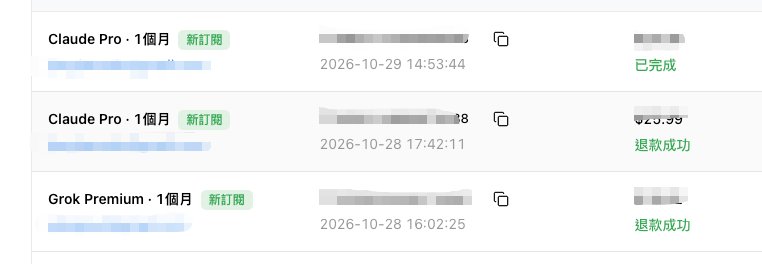 Claude Pro · 1個月 新訂閱
2026-10-29 14:53:44
已完成
Claude Pro · 1個月 新訂閱
2026-10-28 17:42:11
$25.99
退款成功
Grok Premium · 1個月 新訂閱
2026-10-28 16:02:25
退款成功